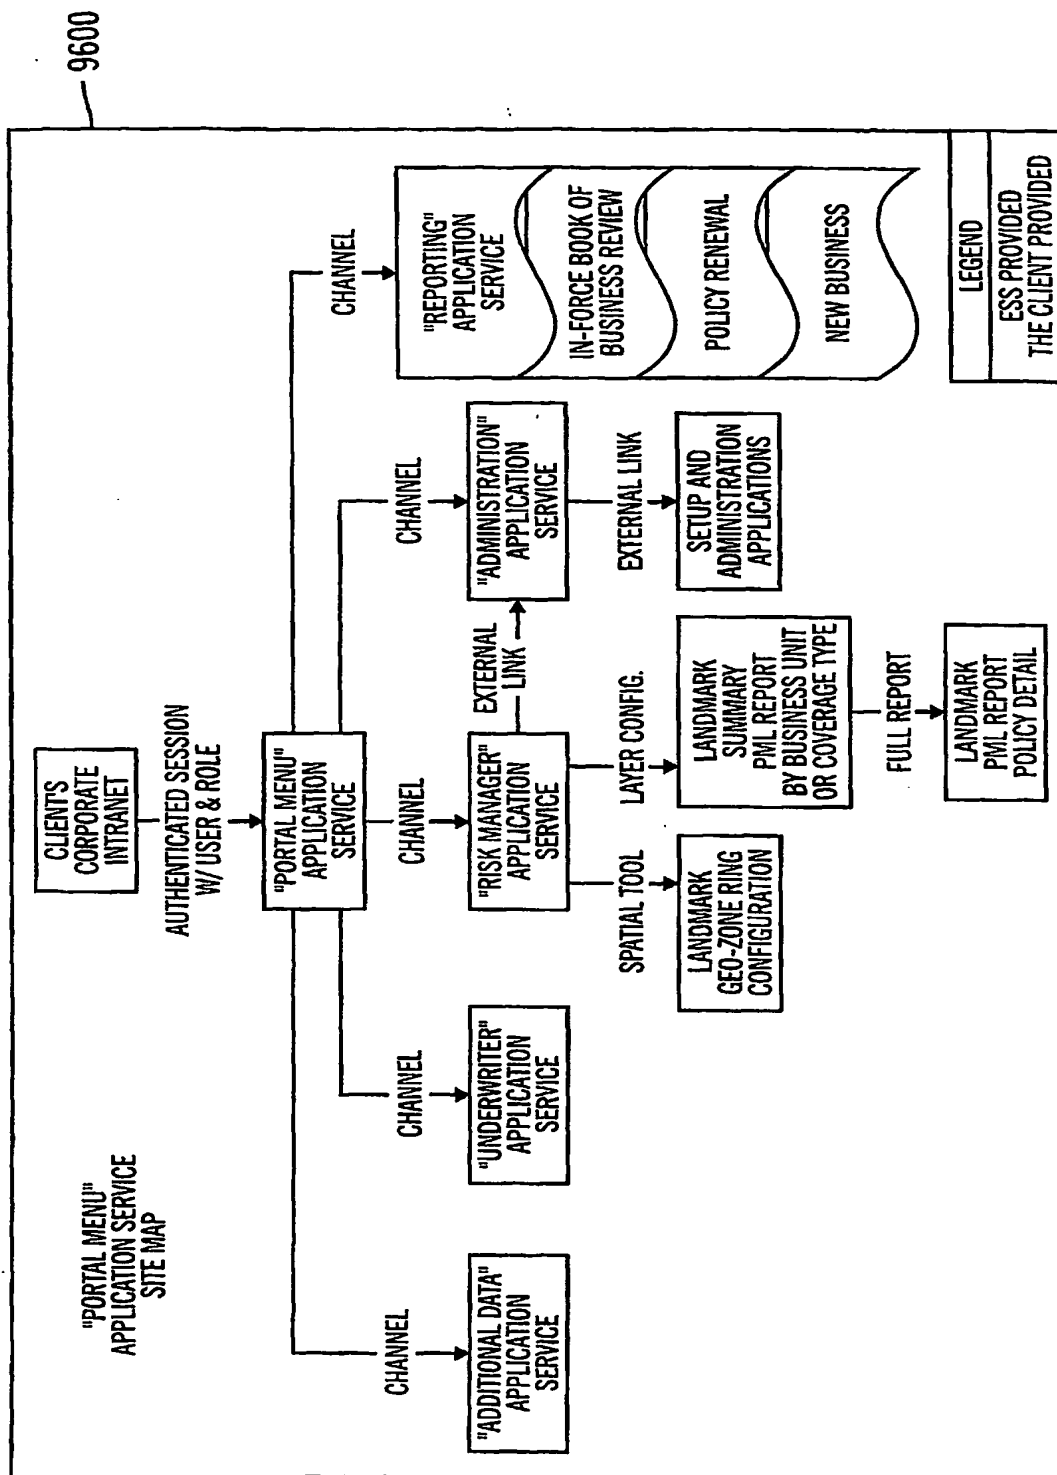 9600
"PORTAL MENU"
APPLICATION SERVICE
SITE MAP
CLIENT'S
CORPORATE
INTRANET
AUTHENTICATED SESSION
W/ USER & ROLE
"PORTAL MENU"
APPLICATION
SERVICE
CHANNEL
CHANNEL
CHANNEL
CHANNEL
CHANNEL
"ADDITIONAL DATA"
APPLICATION
SERVICE
"UNDERWRITER"
APPLICATION
SERVICE
"RISK MANAGER"
APPLICATION
SERVICE
EXTERNAL
LINK
"ADMINISTRATION"
APPLICATION
SERVICE
"REPORTING"
APPLICATION
SERVICE
IN-FORCE BOOK OF
BUSINESS REVIEW
POLICY RENEWAL
NEW BUSINESS
SPATIAL TOOL
LAYER CONFIG.
EXTERNAL LINK
LANDMARK
GEO-ZONE RING
CONFIGURATION
LANDMARK
SUMMARY
PML REPORT
BY BUSINESS UNIT
OR COVERAGE TYPE
SETUP AND
ADMINISTRATION
APPLICATIONS
FULL REPORT
LANDMARK
PML REPORT
POLICY DETAIL
LEGEND
ESS PROVIDED
THE CLIENT PROVIDED